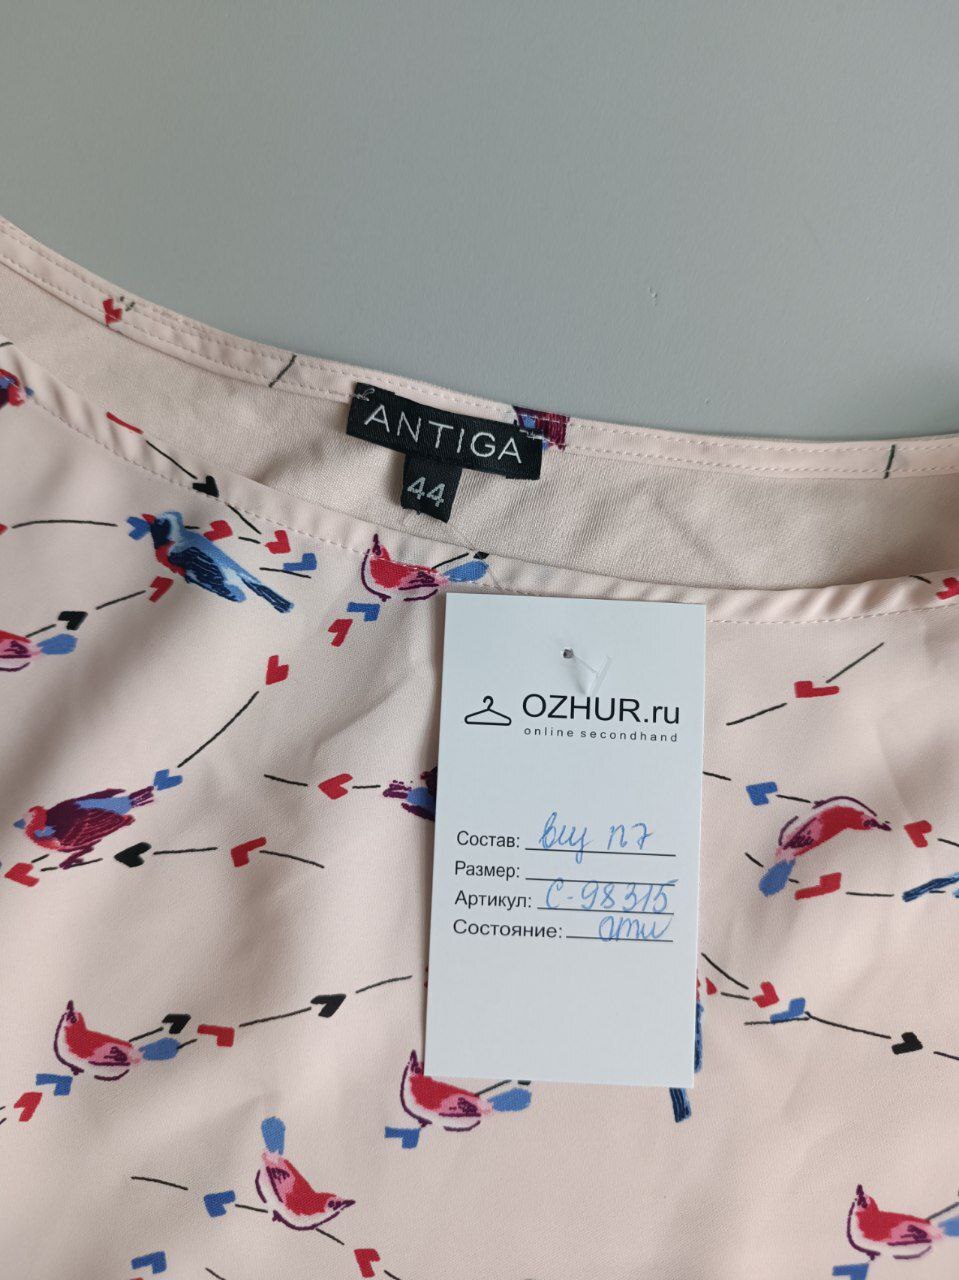 ANTIGA
44
OZHUR.ru
online secondhand
Состав: виц п7
Размер:
Артикул: С-98315
Состояние: отл